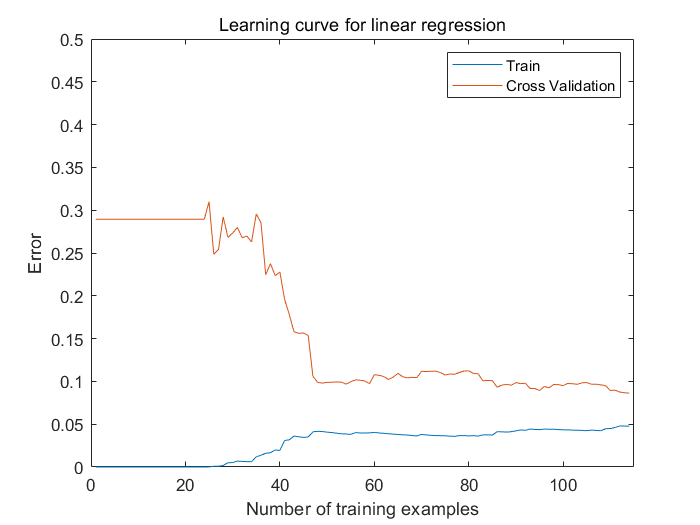 Learning curve for linear regression
0.5
0.45
0.4
0.35
0.3
0.25
0.2
0.15
0.1
0.05
0
Error
Train
Cross Validation
0 20 40 60 80 100
Number of training examples